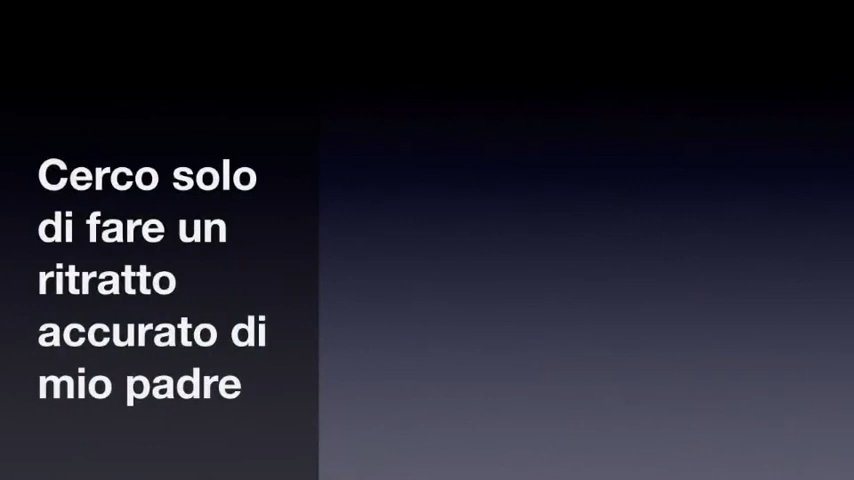 Cerco solo
di fare un
ritratto
accurato di
mio padre